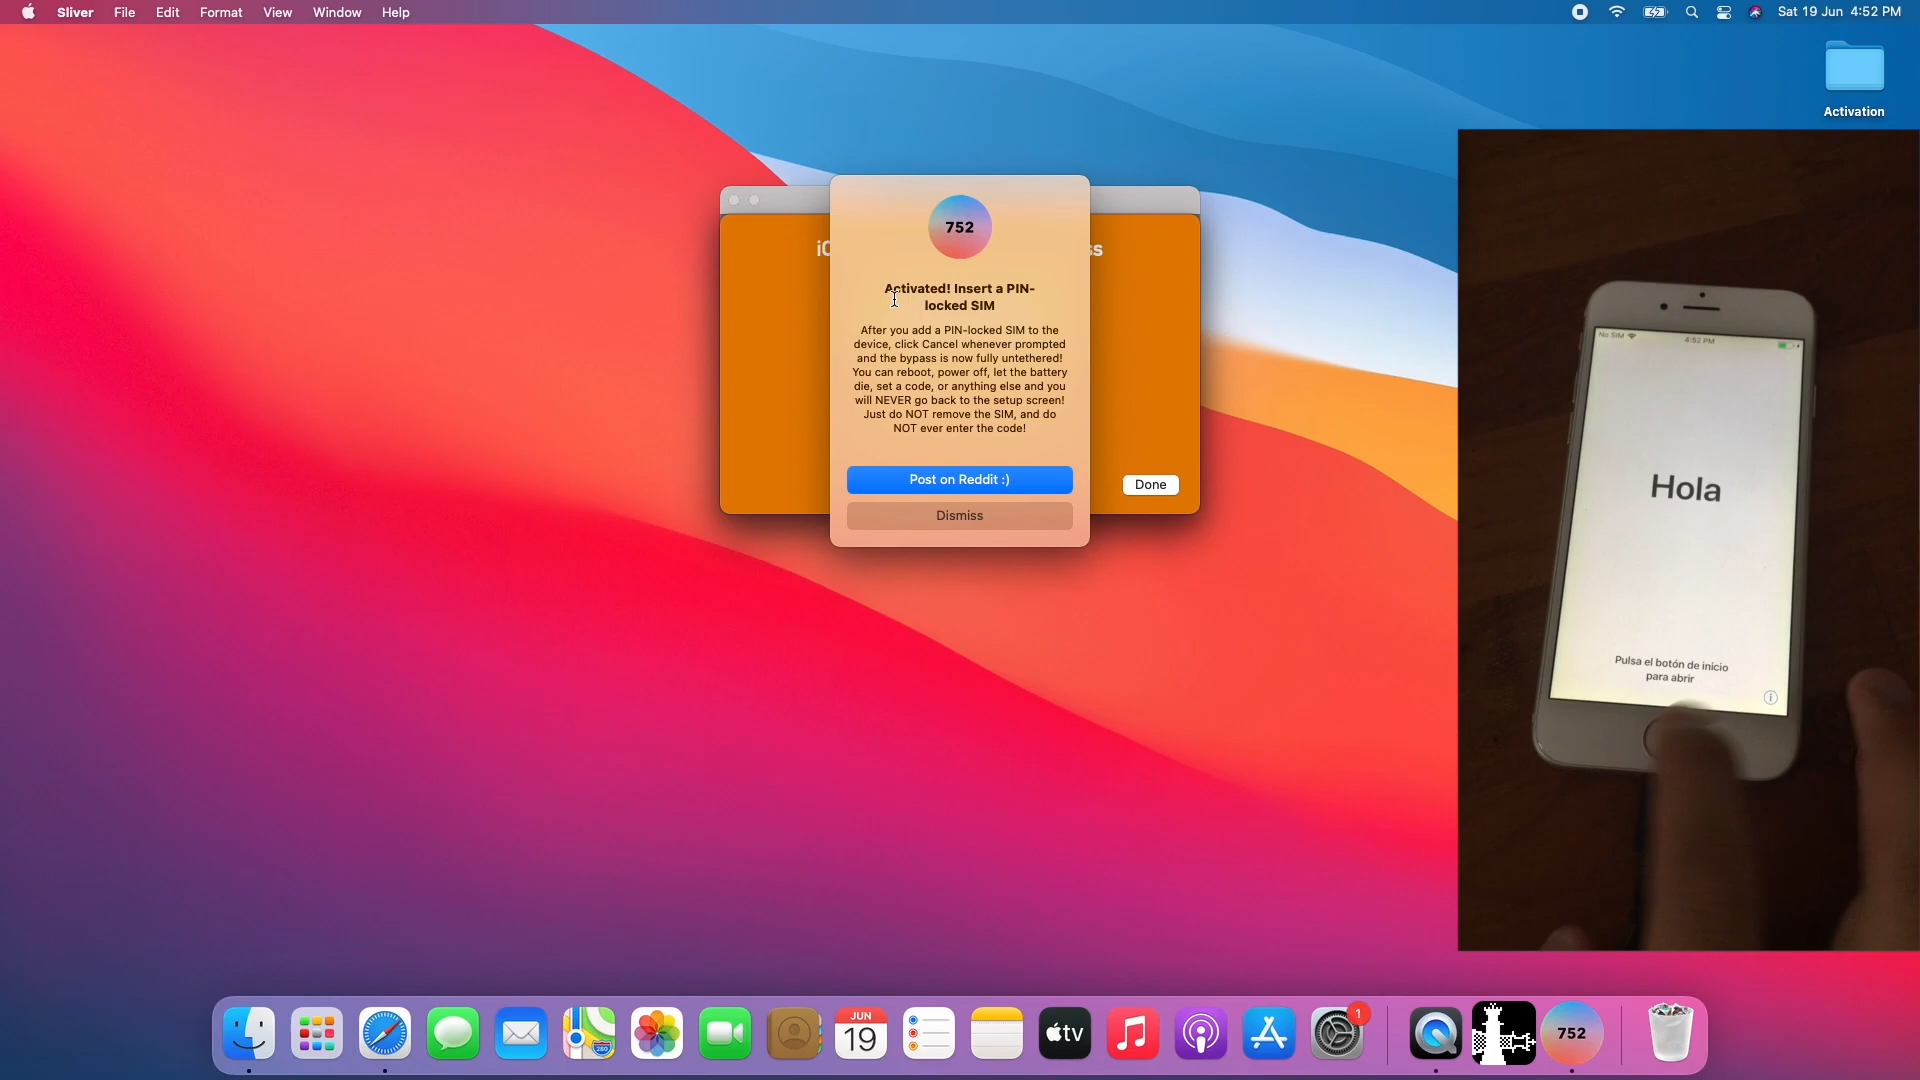 Sliver File Edit Format View Window Help
Sat 19 Jun 4:52 PM
Activation
752
iC
ss
Activated! Insert a PIN-
locked SIM
After you add a PIN-locked SIM to the
device, click Cancel whenever prompted
and the bypass is now fully untethered!
You can reboot, power off, let the battery
die, set a code, or anything else and you
will NEVER go back to the setup screen!
Just do NOT remove the SIM, and do
NOT ever enter the code!
Post on Reddit :)
Dismiss
Done
No SIM
4:52 PM
Hola
Pulsa el botón de inicio
para abrir
280
JUN
19
tv
1
752